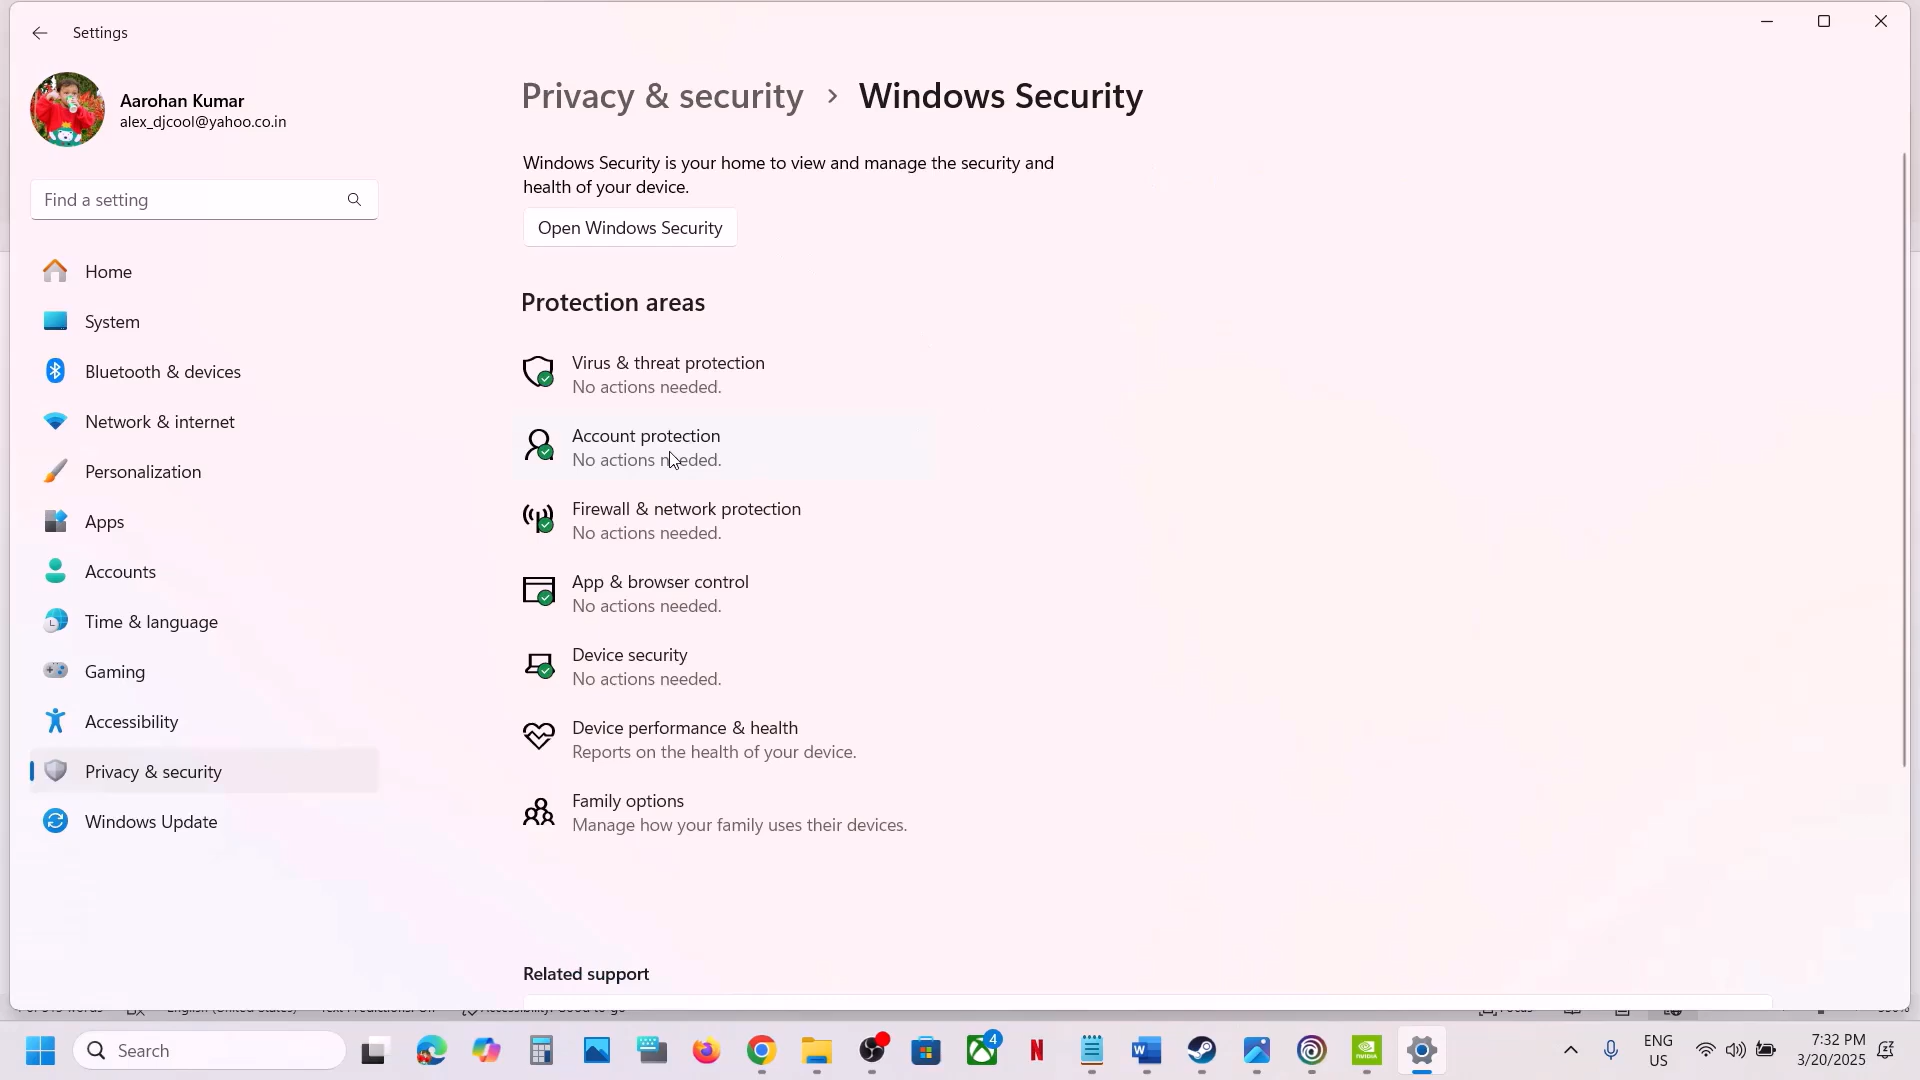 Settings
Aarohan Kumar
alex_djcool@yahoo.co.in
Find a setting
Home
System
Bluetooth & devices
Network & internet
Personalization
Apps
Accounts
Time & language
Gaming
Accessibility
Privacy & security
Windows Update
Privacy & security > Windows Security
Windows Security is your home to view and manage the security and
health of your device.
Open Windows Security
Protection areas
Virus & threat protection
No actions needed.
Account protection
No actions needed.
Firewall & network protection
No actions needed.
App & browser control
No actions needed.
Device security
No actions needed.
Device performance & health
Reports on the health of your device.
Family options
Manage how your family uses their devices.
Related support
Search
4
N
ENG
US
7:32 PM
3/20/2025